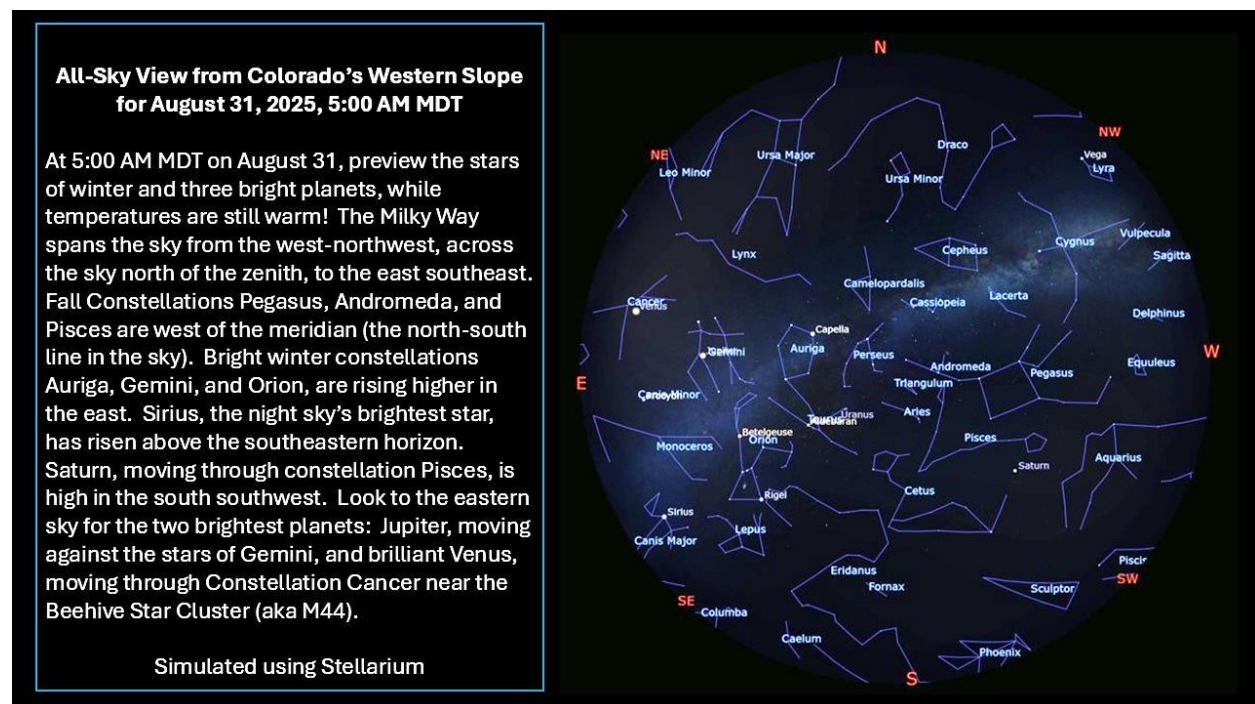 All-Sky View from Colorado's Western Slope
for August 31, 2025, 5:00 AM MDT
At 5:00 AM MDT on August 31, preview the stars
of winter and three bright planets, while
temperatures are still warm! The Milky Way
spans the sky from the west-northwest, across
the sky north of the zenith, to the east southeast.
Fall Constellations Pegasus, Andromeda, and
Pisces are west of the meridian (the north-south
line in the sky). Bright winter constellations
Auriga, Gemini, and Orion, are rising higher in
the east. Sirius, the night sky's brightest star,
has risen above the southeastern horizon.
Saturn, moving through constellation Pisces, is
high in the south southwest. Look to the eastern
sky for the two brightest planets: Jupiter, moving
against the stars of Gemini, and brilliant Venus,
moving through Constellation Cancer near the
Beehive Star Cluster (aka M44).
Simulated using Stellarium
N
NW
NE
Vega
Lyra
Draco
Ursa Major
Leo Minor
Ursa Minor
Cygnus
Vulpecula
Sagitta
Cepheus
Lynx
Camelopardalis
Cassiopeia
Lacerta
Cancer
Venus
Delphinus
Capella
Auriga
Perseus
Gemini
W
E
Andromeda
Pegasus
Equuleus
Triangulum
Canis Minor
Aries
Uranus
Taurus
Aldebaran
Betelgeuse
Orion
Monoceros
Pisces
Aquarius
Saturn
Cetus
Rigel
Sirius
Lepus
Canis Major
Piscis
SW
Eridanus
Fornax
Sculptor
SE
Columba
Caelum
Phoenix
S